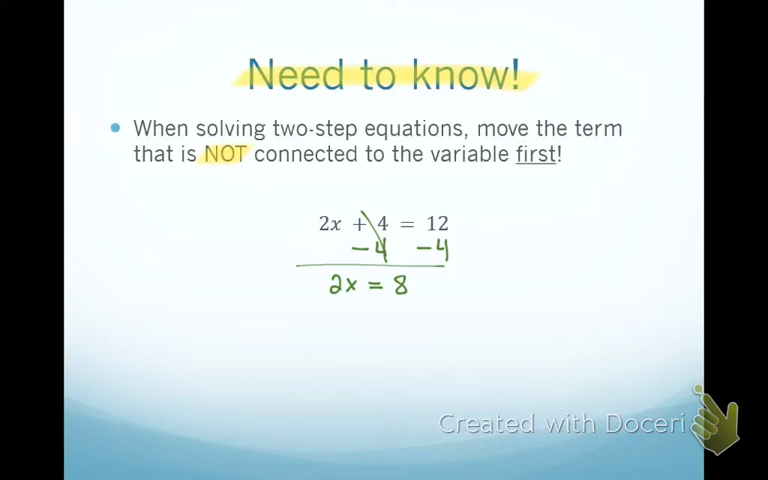 Need to know!
When solving two-step equations, move the term
that is NOT connected to the variable first!
2x + 4 = 12
-4 -4
2x = 8
Created with Doceri